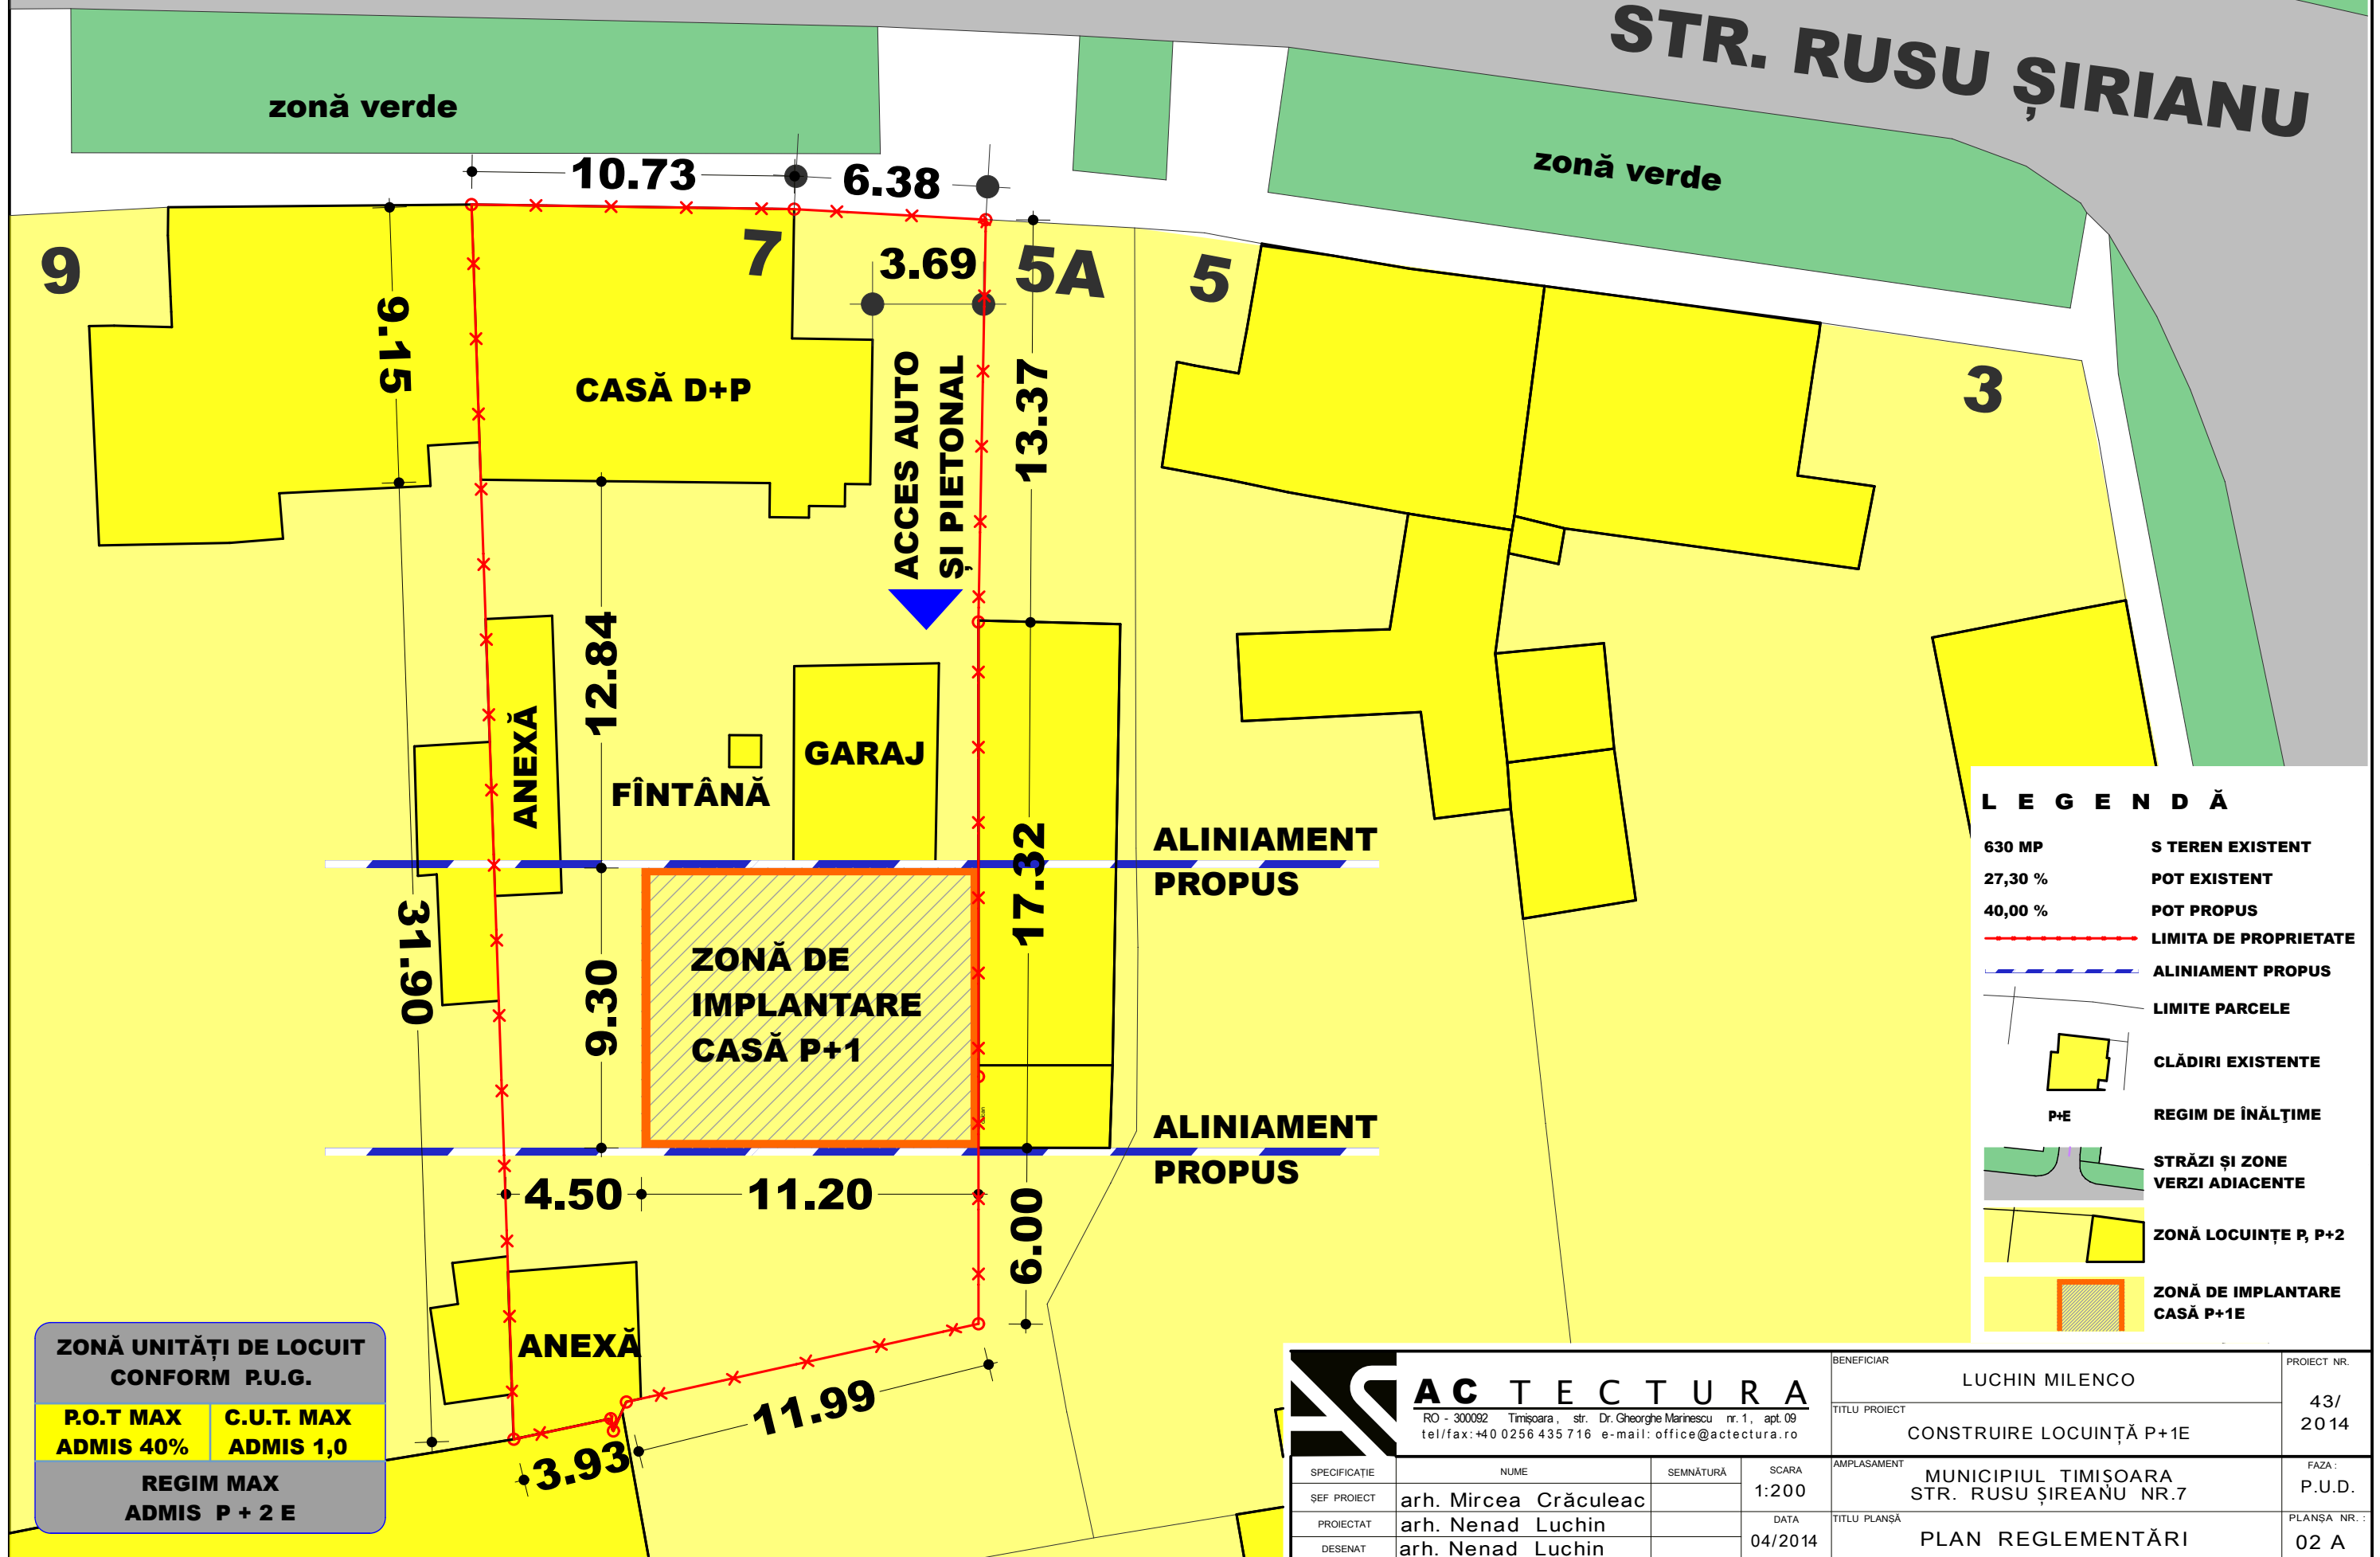 STR. RUSU ȘIRIANU
zonă verde
zonă verde
10.73
6.38
9
7
3.69
5A
5
3
9.15
CASĂ D+P
ACCES AUTO
ȘI PIETONAL
13.37
12.84
ANEXĂ
FÎNTÂNĂ
GARAJ
17.32
ALINIAMENT
PROPUS
31.90
9.30
ZONĂ DE
IMPLANTARE
CASĂ P+1
ALINIAMENT
PROPUS
4.50
11.20
6.00
ANEXĂ
11.99
3.93
LEGENDĂ
630 MP S TEREN EXISTENT
27,30 % POT EXISTENT
40,00 % POT PROPUS
LIMITA DE PROPRIETATE
ALINIAMENT PROPUS
LIMITE PARCELE
CLĂDIRI EXISTENTE
P+E REGIM DE ÎNĂLŢIME
STRĂZI ȘI ZONE
VERZI ADIACENTE
ZONĂ LOCUINȚE P, P+2
ZONĂ DE IMPLANTARE
CASĂ P+1E
ZONĂ UNITĂȚI DE LOCUIT
CONFORM P.U.G.
P.O.T MAX
ADMIS 40%
C.U.T. MAX
ADMIS 1,0
REGIM MAX
ADMIS P + 2 E
ACTECTURA
RO - 300092 Timișoara, str. Dr. Gheorghe Marinescu nr. 1, apt. 09
tel/fax:+40 0256 435 716 e-mail: office@actectura.ro
BENEFICIAR
LUCHIN MILENCO
PROIECT NR.
43/
2014
TITLU PROIECT
CONSTRUIRE LOCUINȚĂ P+1E
SPECIFICAȚIE NUME SEMNĂTURĂ SCARA
1:200
AMPLASAMENT
MUNICIPIUL TIMIȘOARA
STR. RUSU ȘIREANU NR.7
FAZA :
P.U.D.
ȘEF PROIECT arh. Mircea Crăculeac
PROIECTAT arh. Nenad Luchin
DATA
04/2014
DESENAT arh. Nenad Luchin
TITLU PLANȘĂ
PLAN REGLEMENTĂRI
PLANȘA NR. :
02 A